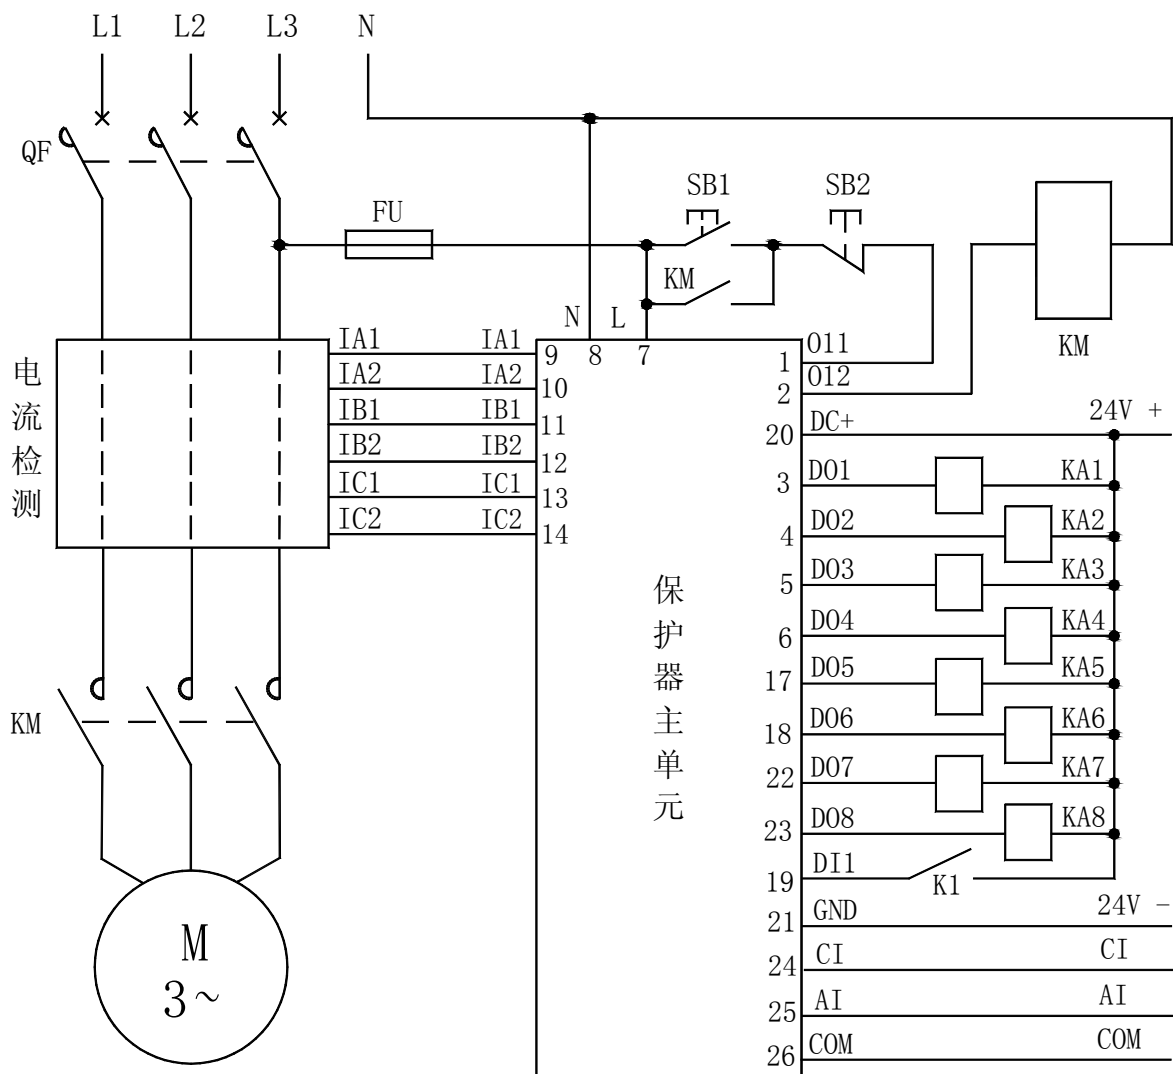 L1 L2 L3 N
QF
FU
SB1
SB2
KM
KM
N L
IA1 IA1 9 8 7
IA2 IA2 10
IB1 IB1 11
IB2 IB2 12
IC1 IC1 13
IC2 IC2 14
电流检测
保护器主单元
1 O11
2 O12
24V +
20 DC+
3 DO1 KA1
4 DO2 KA2
5 DO3 KA3
6 DO4 KA4
17 DO5 KA5
18 DO6 KA6
22 DO7 KA7
23 DO8 KA8
19 DI1 K1
21 GND 24V -
24 CI CI
25 AI AI
26 COM COM
KM
M
3~